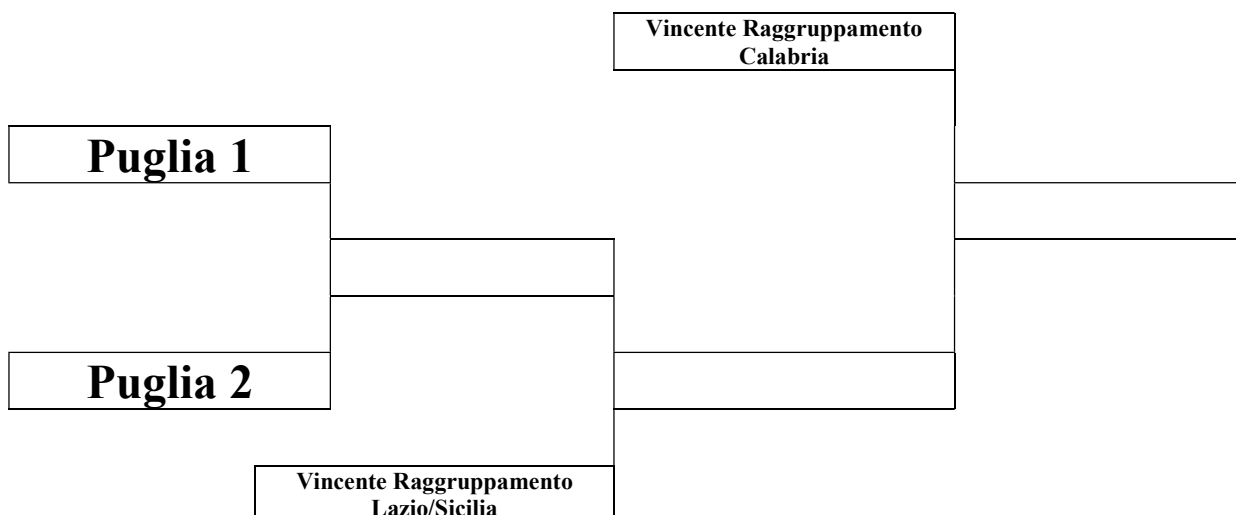 Vincente Raggruppamento
Calabria
Puglia 1
Puglia 2
Vincente Raggruppamento
Lazio/Sicilia